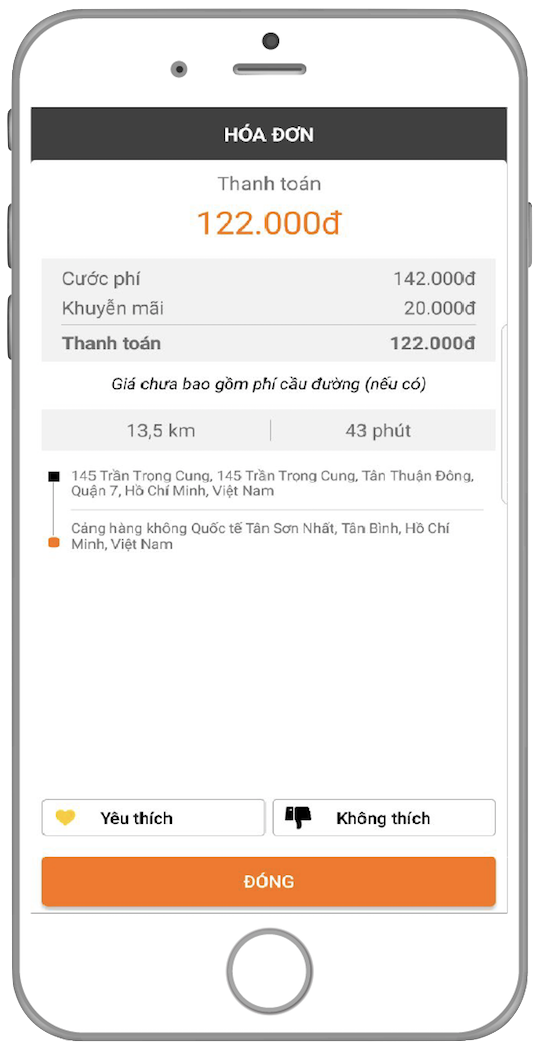 HÓA ĐƠN
Thanh toán
122.000đ
Cước phí 142.000đ
Khuyễn mãi 20.000đ
Thanh toán 122.000đ
Giá chưa bao gồm phí cầu đường (nếu có)
13,5 km 43 phút
145 Trần Trọng Cung, 145 Trần Trọng Cung, Tân Thuận Đông,
Quận 7, Hồ Chí Minh, Việt Nam
Cảng hàng không Quốc tế Tân Sơn Nhất, Tân Bình, Hồ Chí
Minh, Việt Nam
Yêu thích Không thích
ĐÓNG